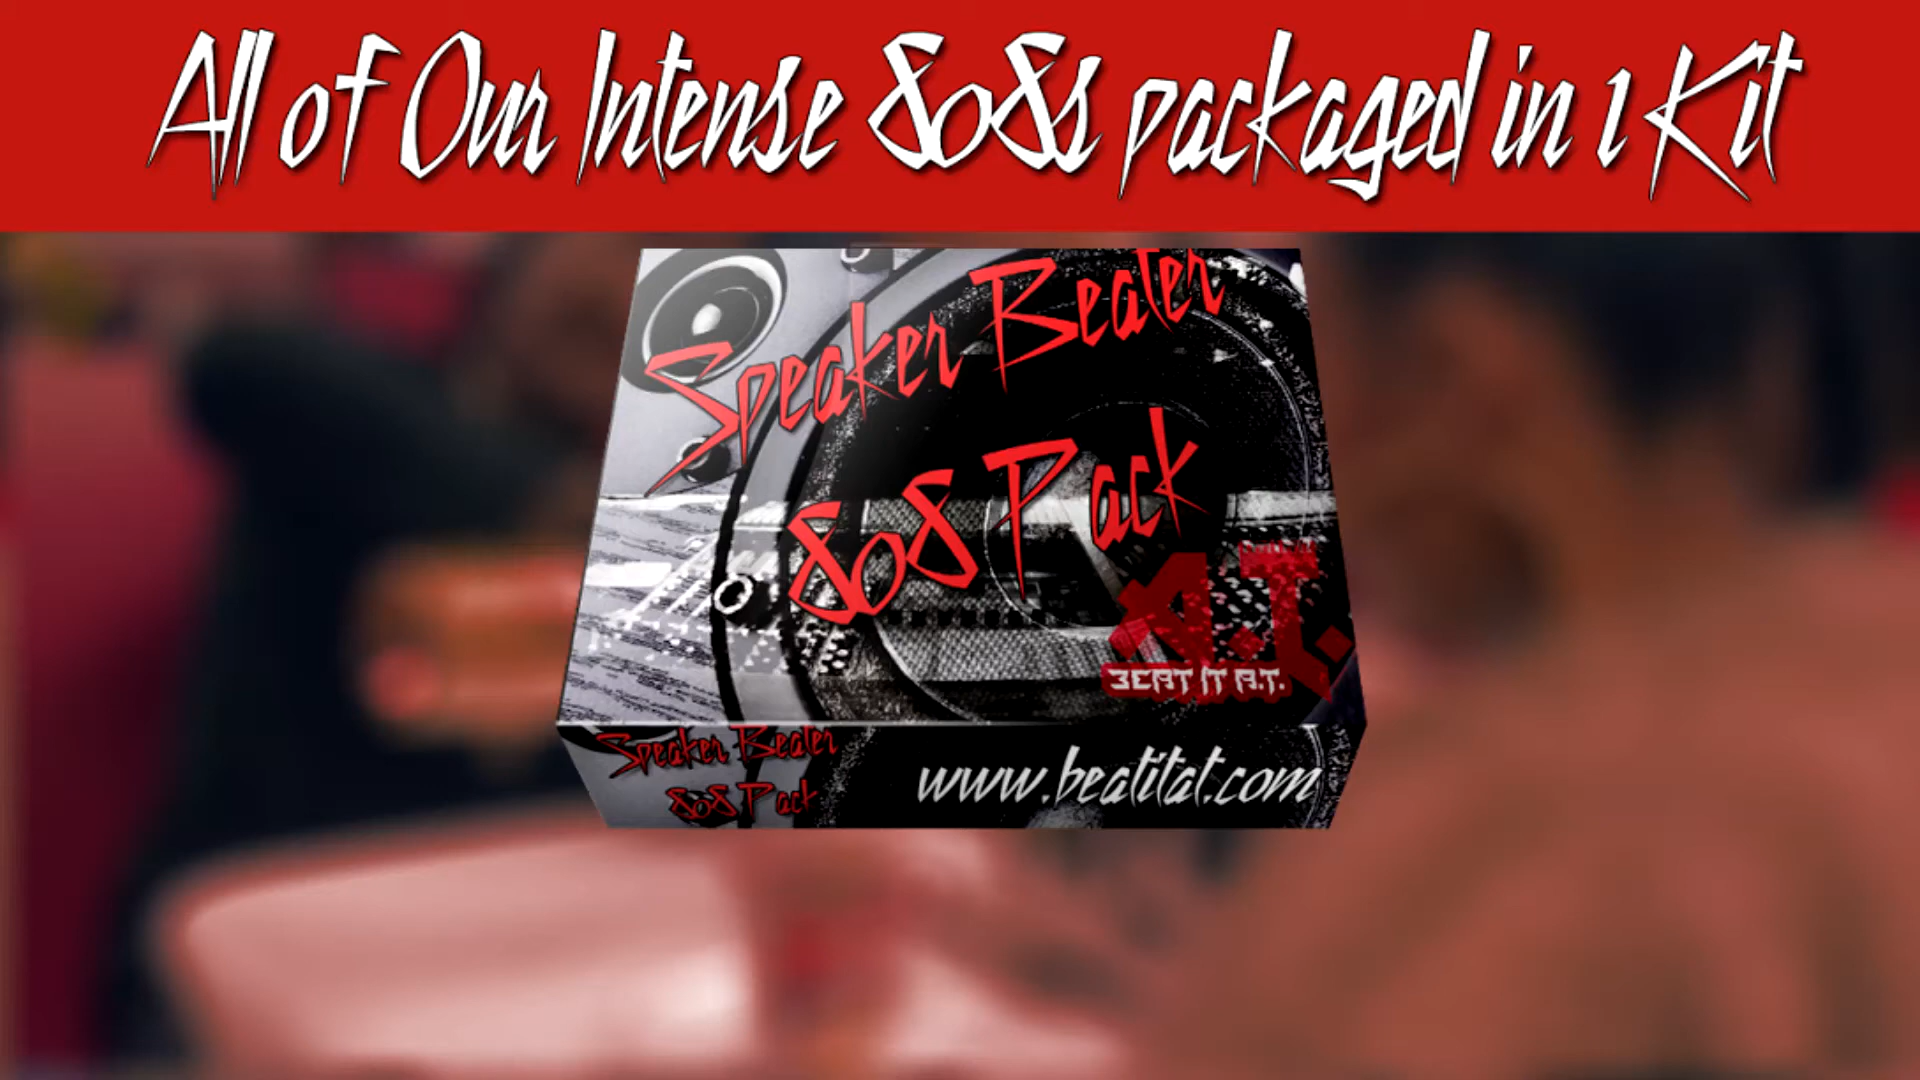 All of Our Intense 808s packaged in 1 Kit
Speaker Beater
808 Pack
A.T.
BEAT IT A.T.
Speaker Beater
808 Pack
www.beatitat.com